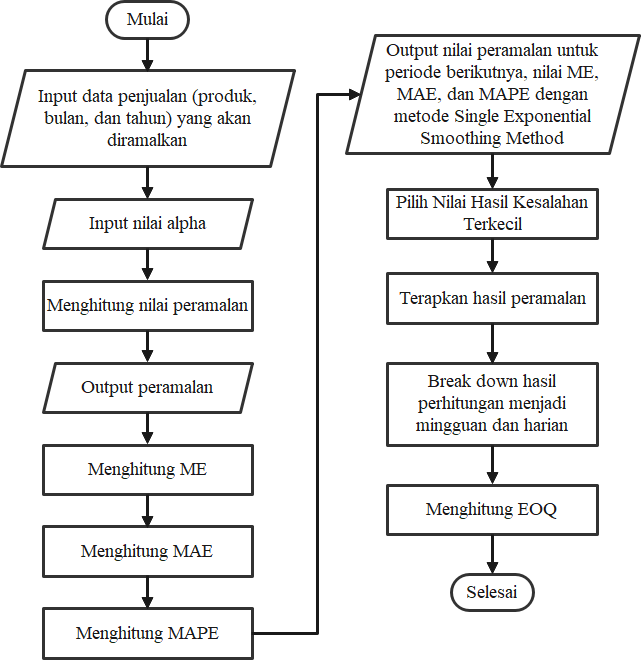 Mulai
Input data penjualan (produk,
bulan, dan tahun) yang akan
diramalkan
Input nilai alpha
Menghitung nilai peramalan
Output peramalan
Menghitung ME
Menghitung MAE
Menghitung MAPE
Output nilai peramalan untuk
periode berikutnya, nilai ME,
MAE, dan MAPE dengan
metode Single Exponential
Smoothing Method
Pilih Nilai Hasil Kesalahan
Terkecil
Terapkan hasil peramalan
Break down hasil
perhitungan menjadi
mingguan dan harian
Menghitung EOQ
Selesai